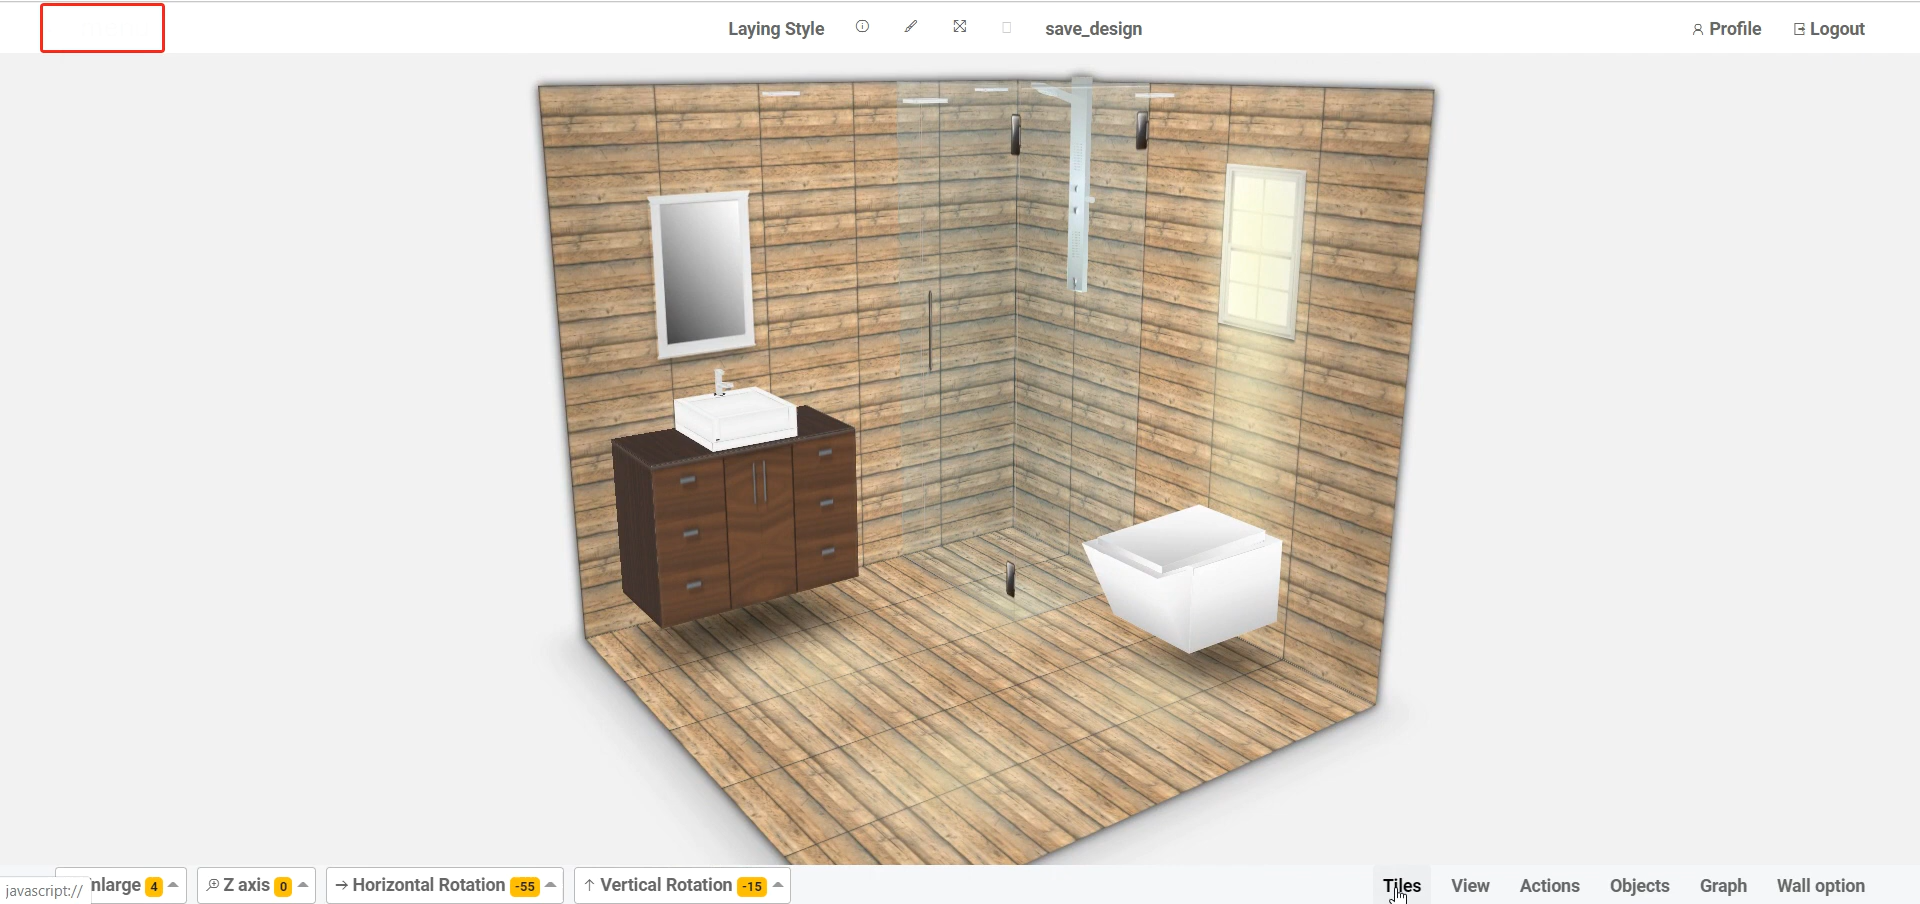 Laying Style save_design Profile Logout
nlarge 4 Z axis 0 Horizontal Rotation -55 Vertical Rotation -15 Tiles View Actions Objects Graph Wall option
javascript://